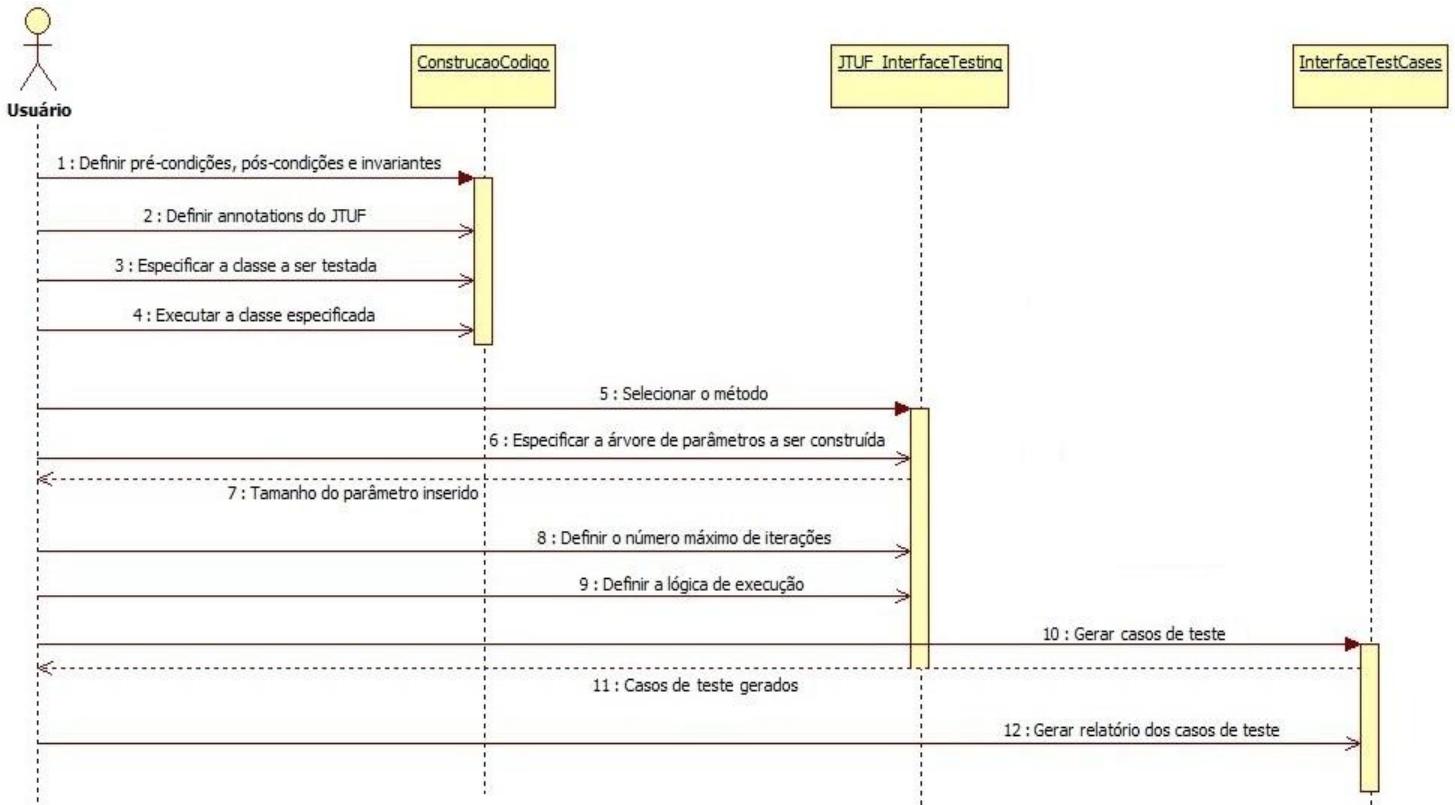 Usuário
ConstrucaoCodigo
JTUF_InterfaceTesting
InterfaceTestCases
1 : Definir pré-condições, pós-condições e invariantes
2 : Definir annotations do JTUF
3 : Especificar a classe a ser testada
4 : Executar a classe especificada
5 : Selecionar o método
6 : Especificar a árvore de parâmetros a ser construída
7 : Tamanho do parâmetro inserido
8 : Definir o número máximo de iterações
9 : Definir a lógica de execução
10 : Gerar casos de teste
11 : Casos de teste gerados
12 : Gerar relatório dos casos de teste